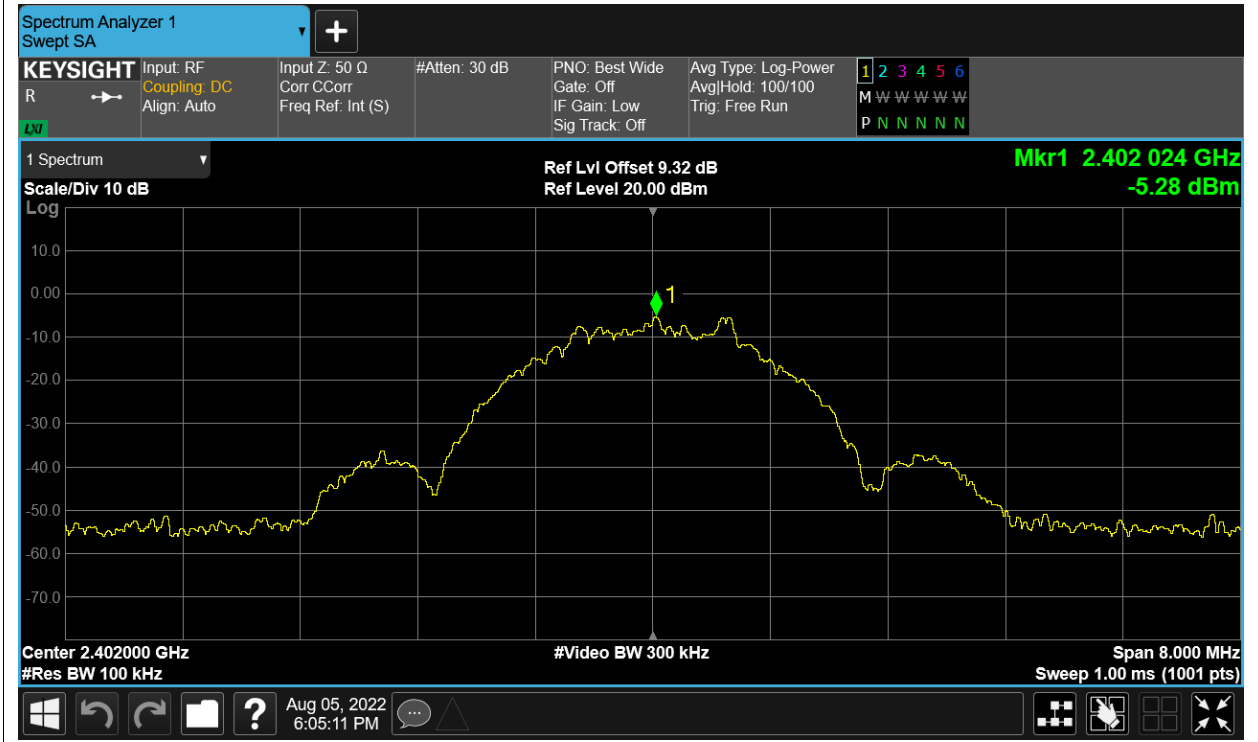 Spectrum Analyzer 1
Swept SA
+
KEYSIGHT
R
LXI
Input: RF
Coupling: DC
Align: Auto
Input Z: 50 Ω
Corr CCorr
Freq Ref: Int (S)
#Atten: 30 dB
PNO: Best Wide
Gate: Off
IF Gain: Low
Sig Track: Off
Avg Type: Log-Power
Avg|Hold: 100/100
Trig: Free Run
1 2 3 4 5 6
M W W W W W
P N N N N N
1 Spectrum
Scale/Div 10 dB
Log
Ref Lvl Offset 9.32 dB
Ref Level 20.00 dBm
Mkr1 2.402 024 GHz
-5.28 dBm
1
10.0
0.00
-10.0
-20.0
-30.0
-40.0
-50.0
-60.0
-70.0
Center 2.402000 GHz
#Res BW 100 kHz
#Video BW 300 kHz
Span 8.000 MHz
Sweep 1.00 ms (1001 pts)
?
Aug 05, 2022
6:05:11 PM